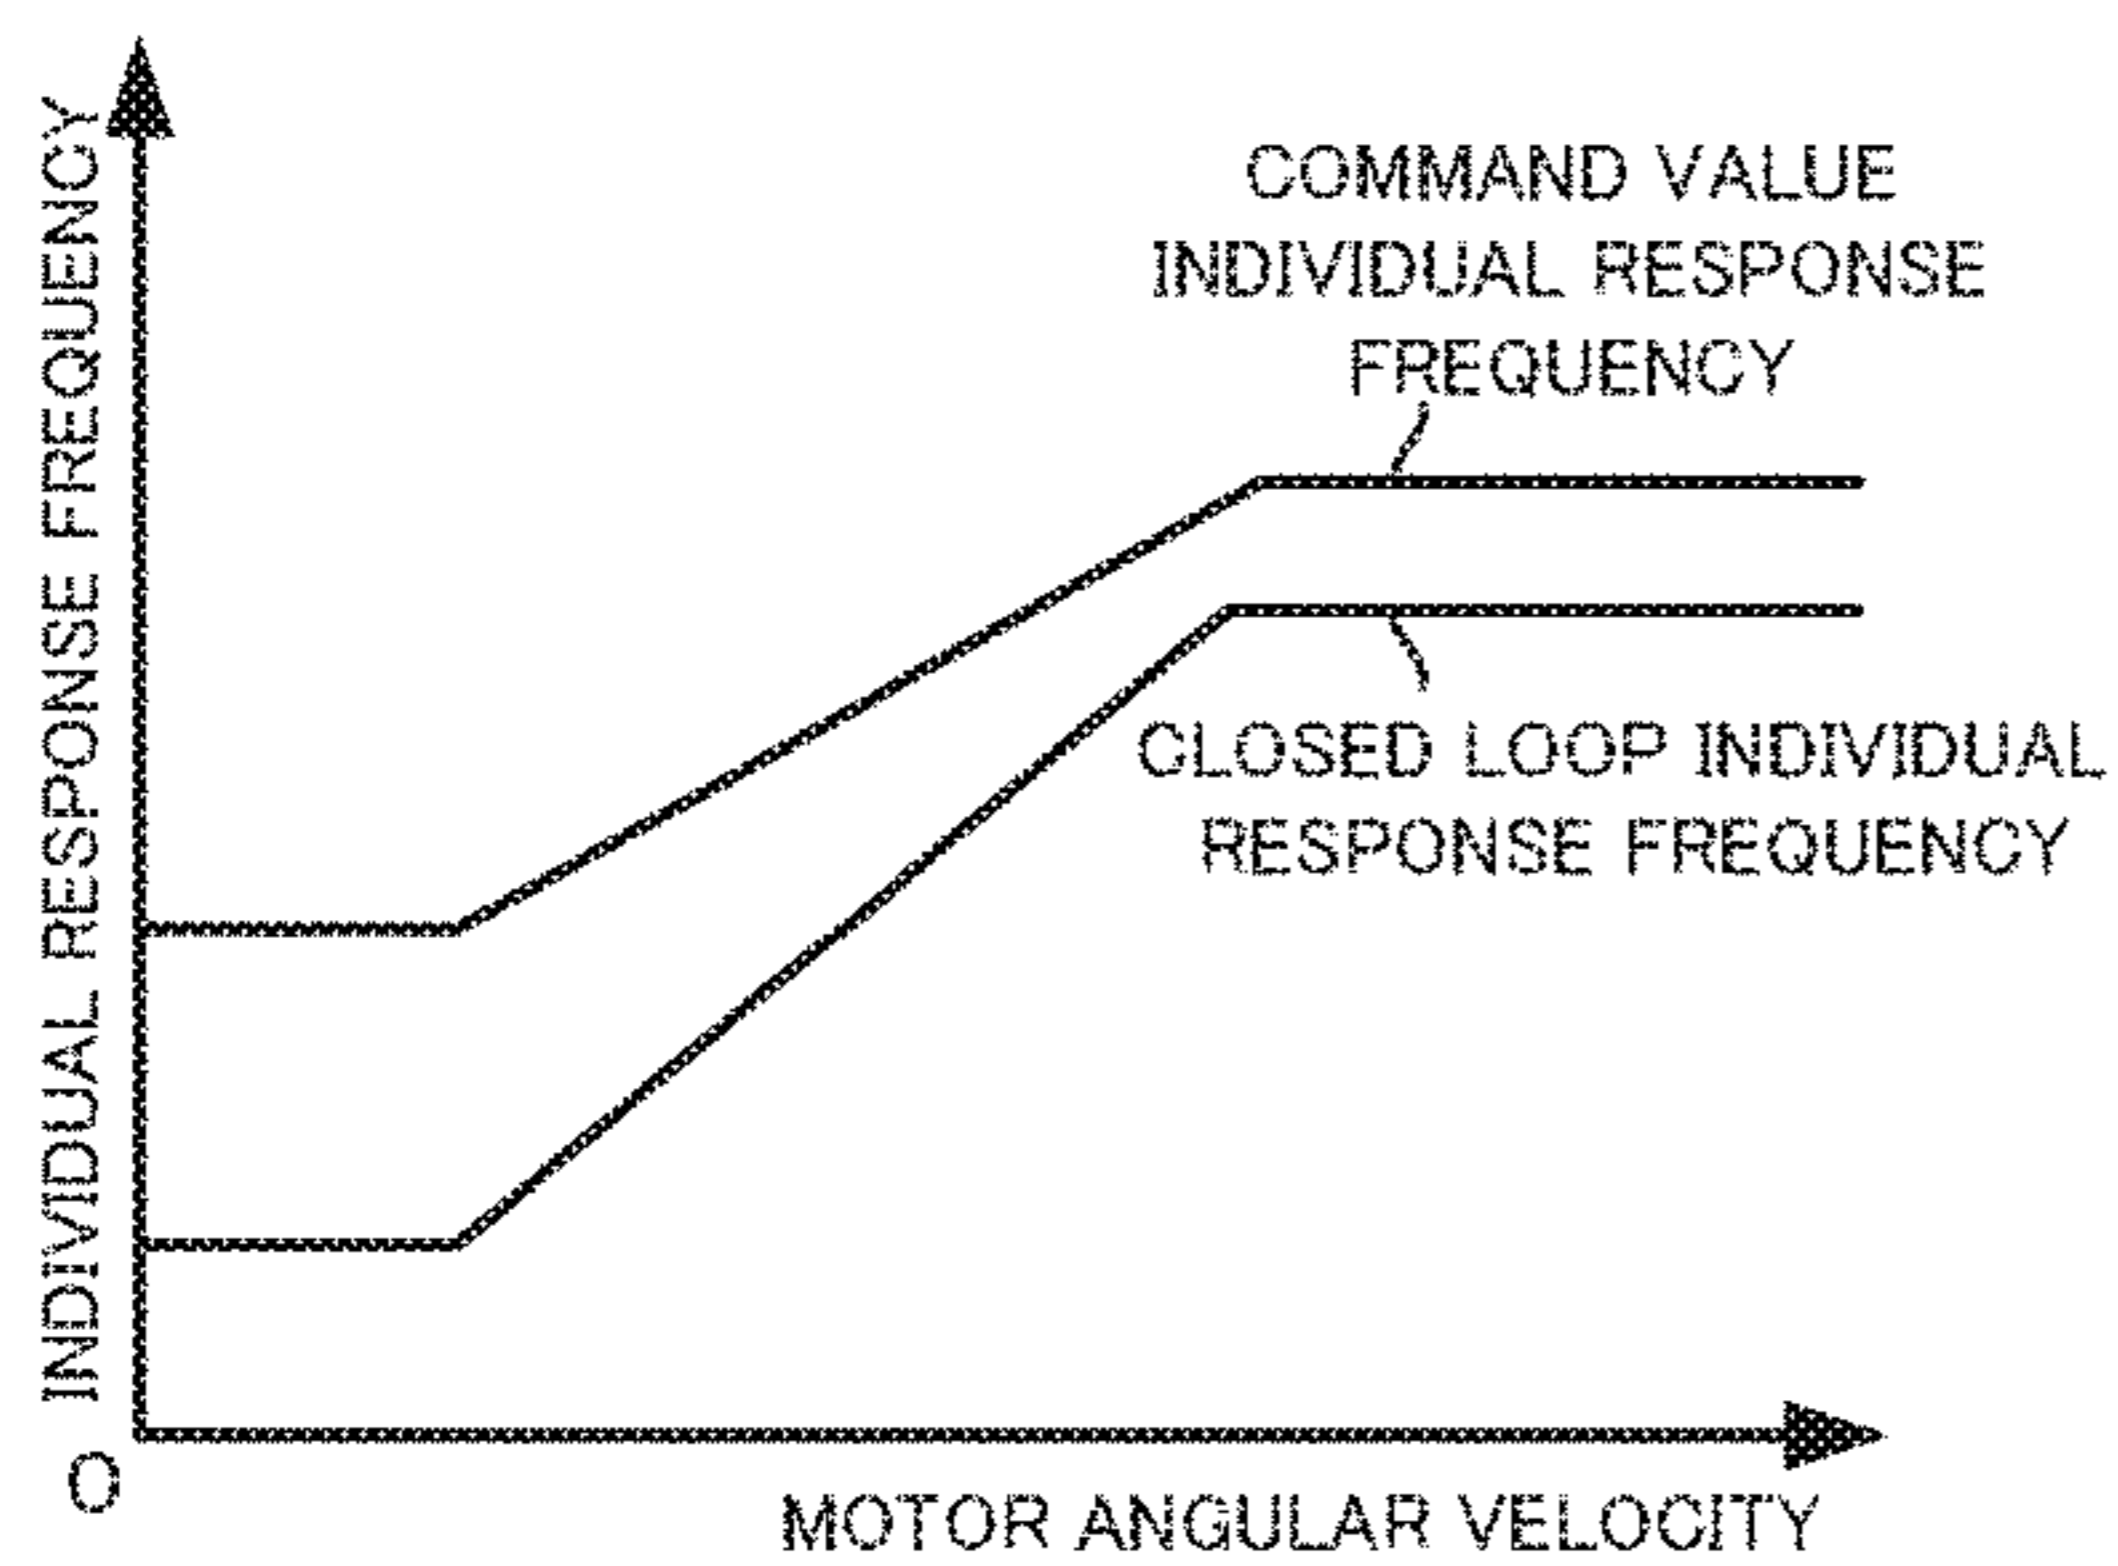 INDIVIDUAL RESPONSE FREQUENCY
COMMAND VALUE
INDIVIDUAL RESPONSE
FREQUENCY
CLOSED LOOP INDIVIDUAL
RESPONSE FREQUENCY
O
MOTOR ANGULAR VELOCITY